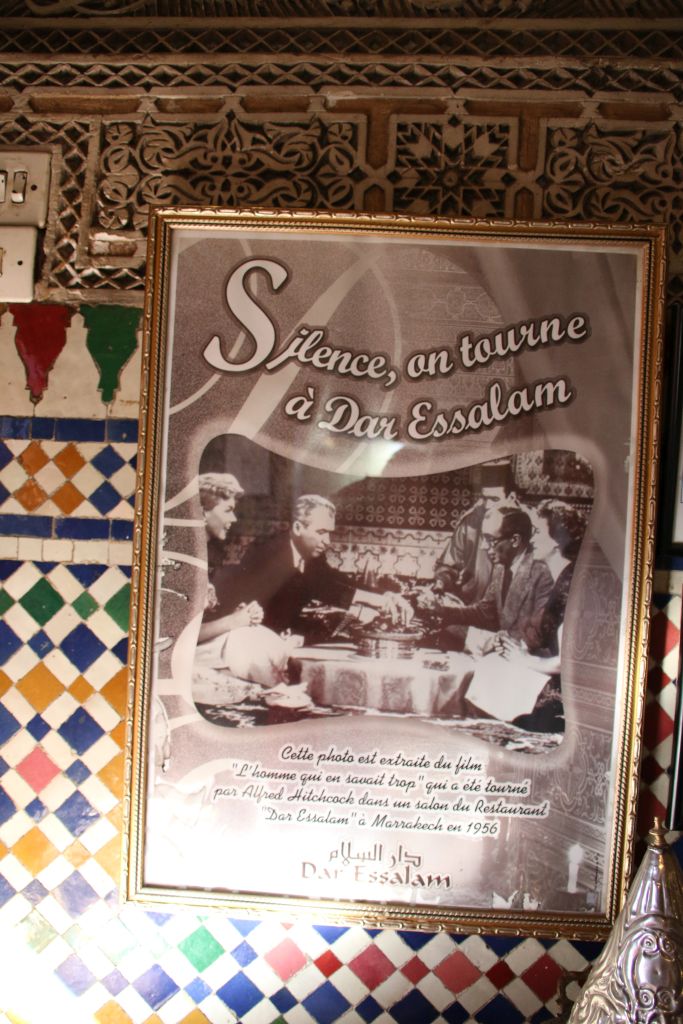 Silence, on tourne
à Dar Essalam
Cette photo est extraite du film
"L'homme qui en savait trop" qui a été tourné
par Alfred Hitchcock dans un salon du Restaurant
"Dar Essalam" à Marrakech en 1956
دار السلام
Dar Essalam